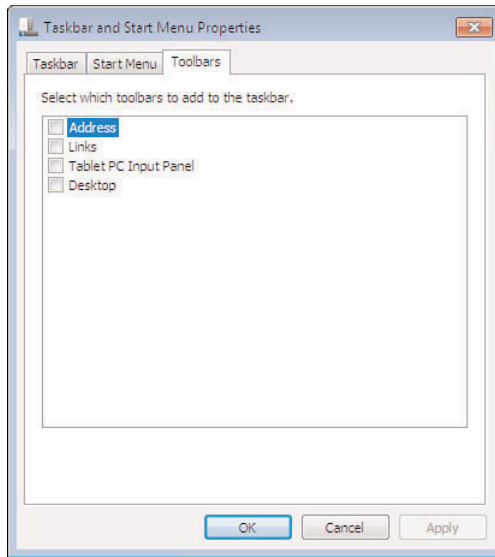 Taskbar and Start Menu Properties
Taskbar Start Menu Toolbars
Select which toolbars to add to the taskbar.
Address
Links
Tablet PC Input Panel
Desktop
OK Cancel Apply